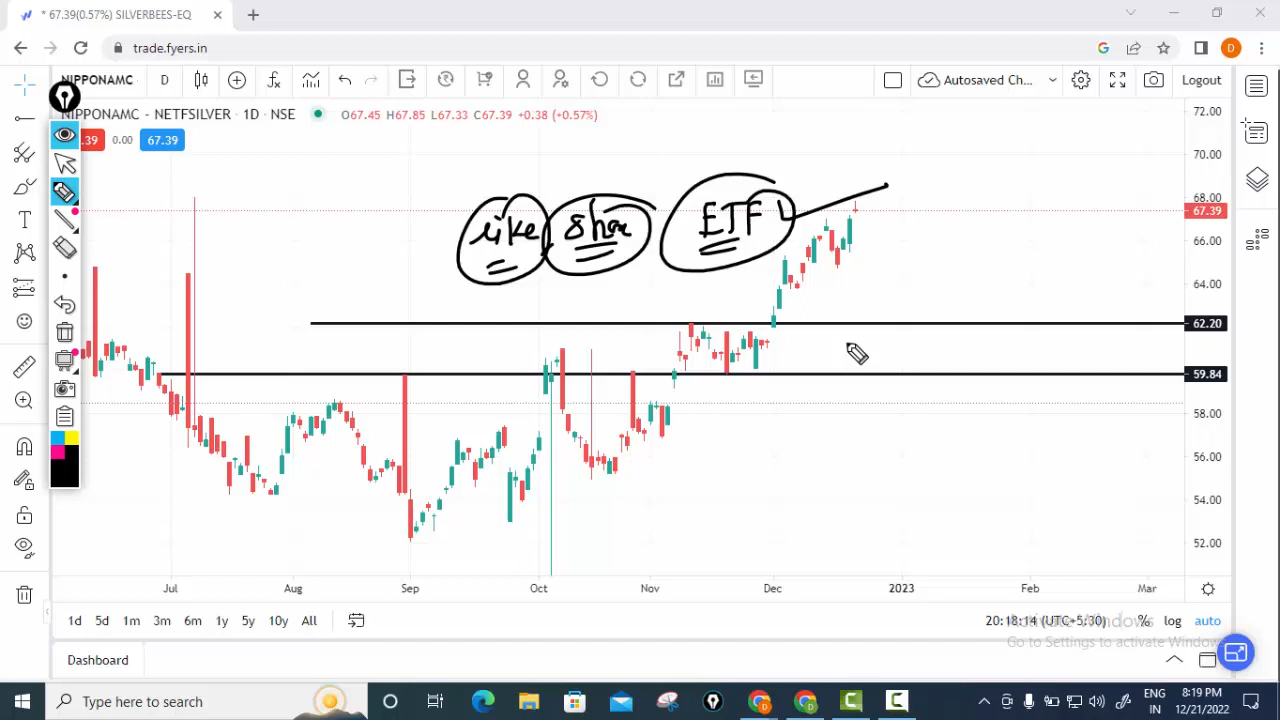 * 67.39(0.57%) SILVERBEES-EQ
trade.fyers.in
D
NIPPONAMC
D
Autosaved Ch...
Logout
NIPPONAMC - NETFSILVER · 1D · NSE
O67.45 H67.85 L67.33 C67.39 +0.38 (+0.57%)
.39 0.00 67.39
like share ETF
72.00
70.00
68.00
67.39
66.00
64.00
62.20
59.84
58.00
56.00
54.00
52.00
Jul Aug Sep Oct Nov Dec 2023 Feb Mar
1d 5d 1m 3m 6m 1y 5y 10y All
20:18:14 (UTC+5:30) % log auto
Activate Windows
Go to Settings to activate Windows.
Dashboard
Type here to search
ENG
IN
8:19 PM
12/21/2022